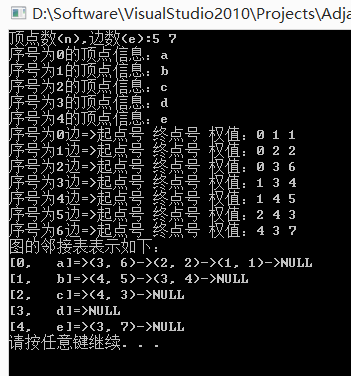 D:\Software\VisualStudio2010\Projects\Adja
顶点数(n),边数(e):5 7
序号为0的顶点信息: a
序号为1的顶点信息: b
序号为2的顶点信息: c
序号为3的顶点信息: d
序号为4的顶点信息: e
序号为0边=>起点号 终点号 权值: 0 1 1
序号为1边=>起点号 终点号 权值: 0 2 2
序号为2边=>起点号 终点号 权值: 0 3 6
序号为3边=>起点号 终点号 权值: 1 3 4
序号为4边=>起点号 终点号 权值: 1 4 5
序号为5边=>起点号 终点号 权值: 2 4 3
序号为6边=>起点号 终点号 权值: 4 3 7
图的邻接表表示如下:
[0,   a]=>(3, 6)->(2, 2)->(1, 1)->NULL
[1,   b]=>(4, 5)->(3, 4)->NULL
[2,   c]=>(4, 3)->NULL
[3,   d]=>NULL
[4,   e]=>(3, 7)->NULL
请按任意键继续. . .